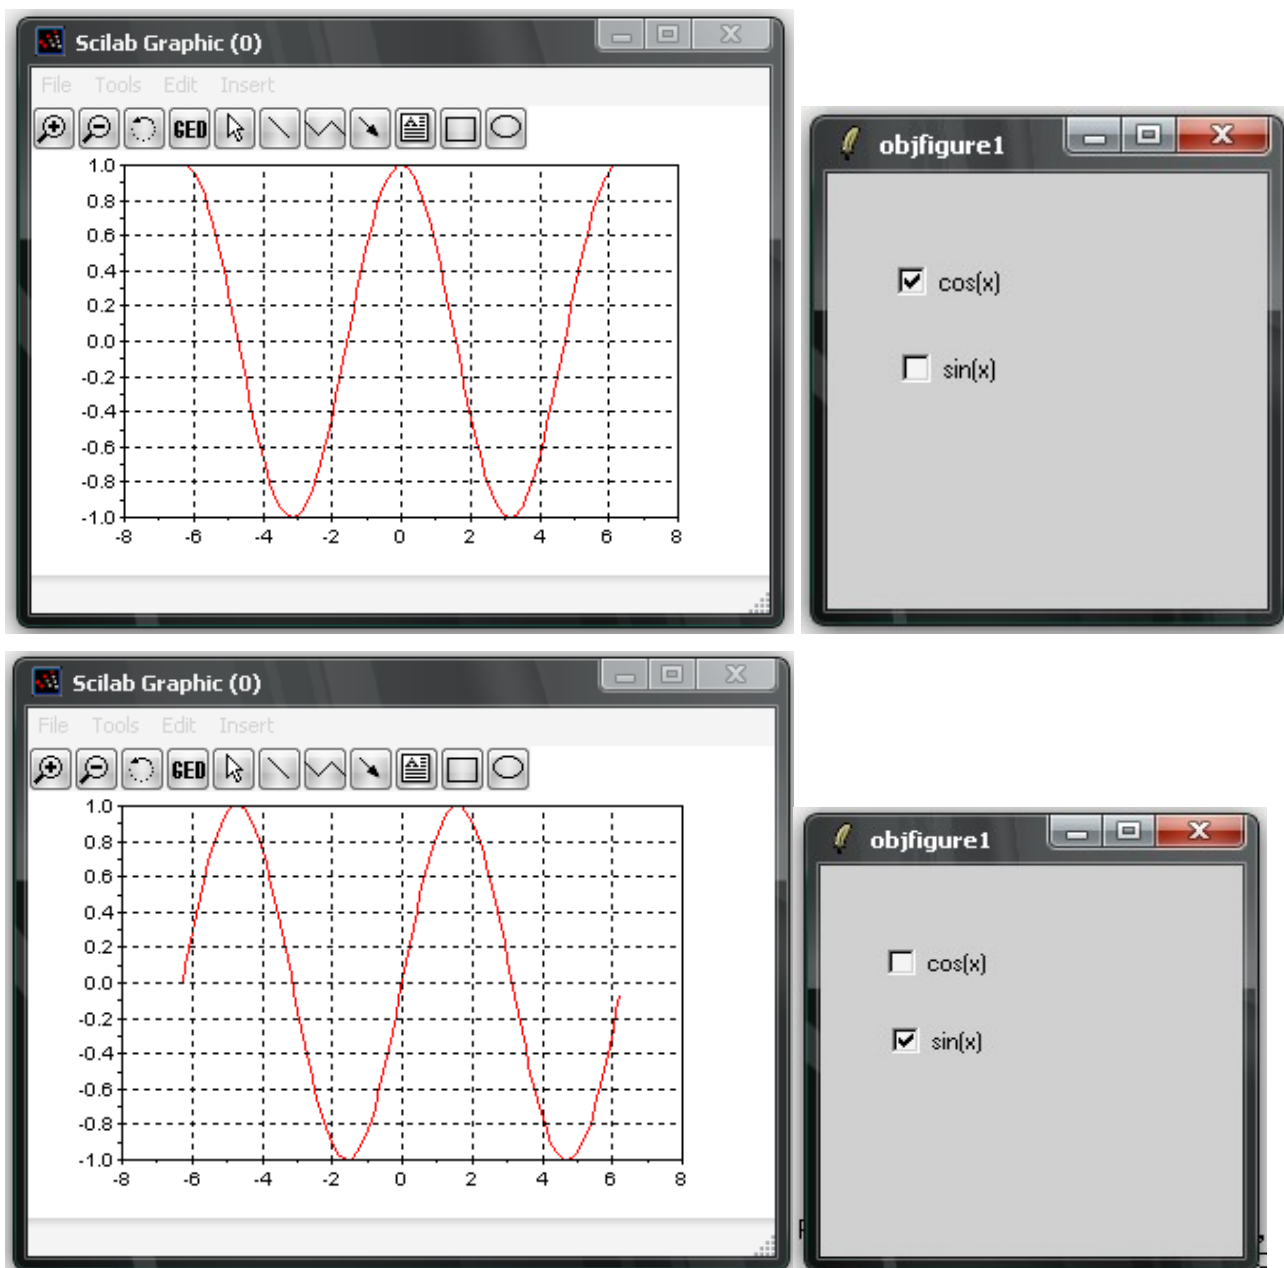 Scilab Graphic (0)
File Tools Edit Insert
GED
1.0
0.8
0.6
0.4
0.2
0.0
-0.2
-0.4
-0.6
-0.8
-1.0
-8 -6 -4 -2 0 2 4 6 8
objfigure1
cos(x)
sin(x)
Scilab Graphic (0)
File Tools Edit Insert
GED
1.0
0.8
0.6
0.4
0.2
0.0
-0.2
-0.4
-0.6
-0.8
-1.0
-8 -6 -4 -2 0 2 4 6 8
objfigure1
cos(x)
sin(x)